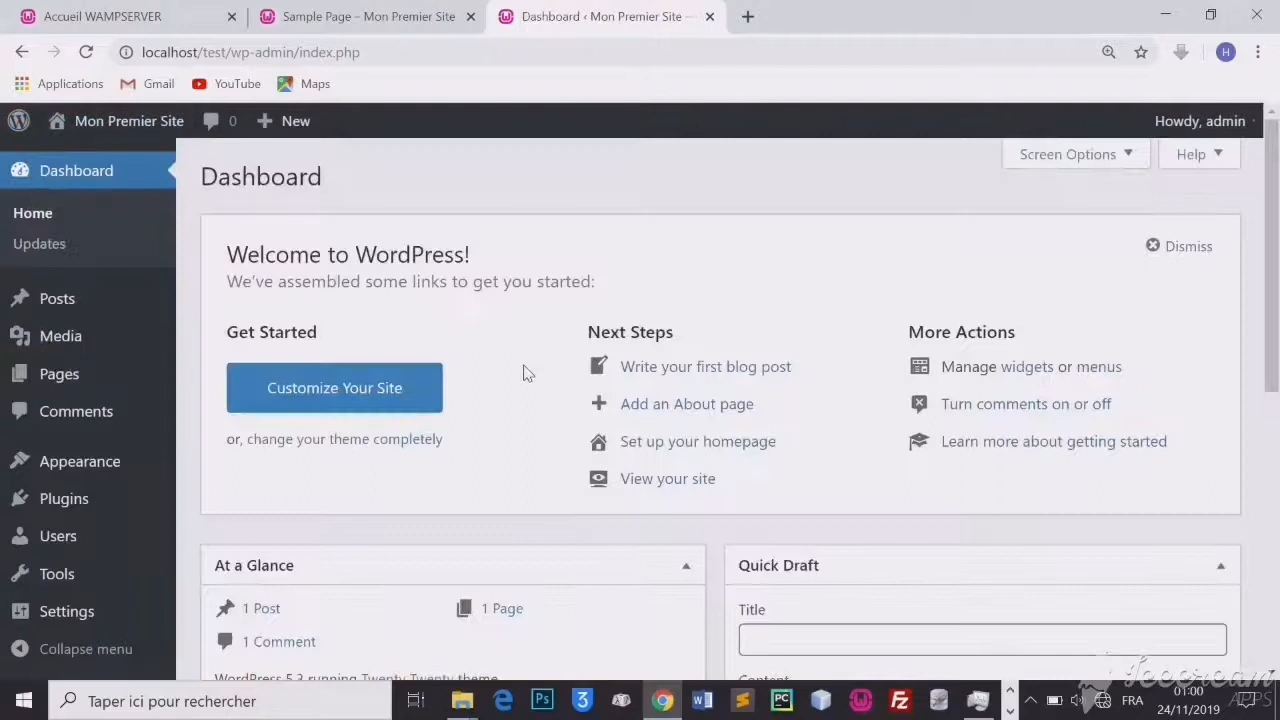 Accueil WAMPSERVER
Sample Page – Mon Premier Site
Dashboard ‹ Mon Premier Site —
localhost/test/wp-admin/index.php
H
Applications
Gmail
YouTube
Maps
Mon Premier Site
0
New
Howdy, admin
Dashboard
Home
Updates
Posts
Media
Pages
Comments
Appearance
Plugins
Users
Tools
Settings
Collapse menu
Screen Options
Help
Dashboard
Welcome to WordPress!
Dismiss
We've assembled some links to get you started:
Get Started
Customize Your Site
or, change your theme completely
Next Steps
Write your first blog post
Add an About page
Set up your homepage
View your site
More Actions
Manage widgets or menus
Turn comments on or off
Learn more about getting started
At a Glance
1 Post
1 Page
1 Comment
WordPress 5.3 running Twenty Twenty theme.
Quick Draft
Title
Content
Taper ici pour rechercher
Ps
3
W
PC
Fz
FRA
01:00
24/11/2019
Icecream
APPS